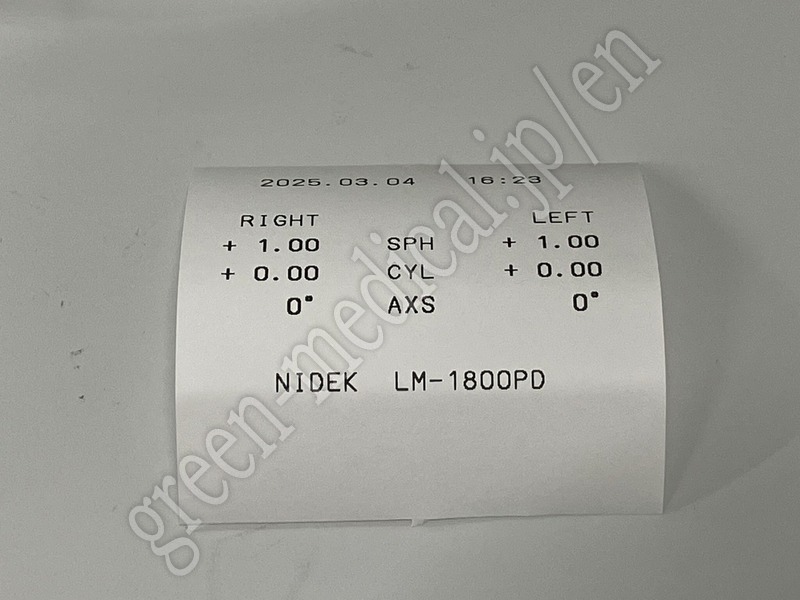 2025.03.04 16:23
RIGHT LEFT
+ 1.00 SPH + 1.00
+ 0.00 CYL + 0.00
0° AXS 0°
NIDEK LM-1800PD
green-medical.jp/en